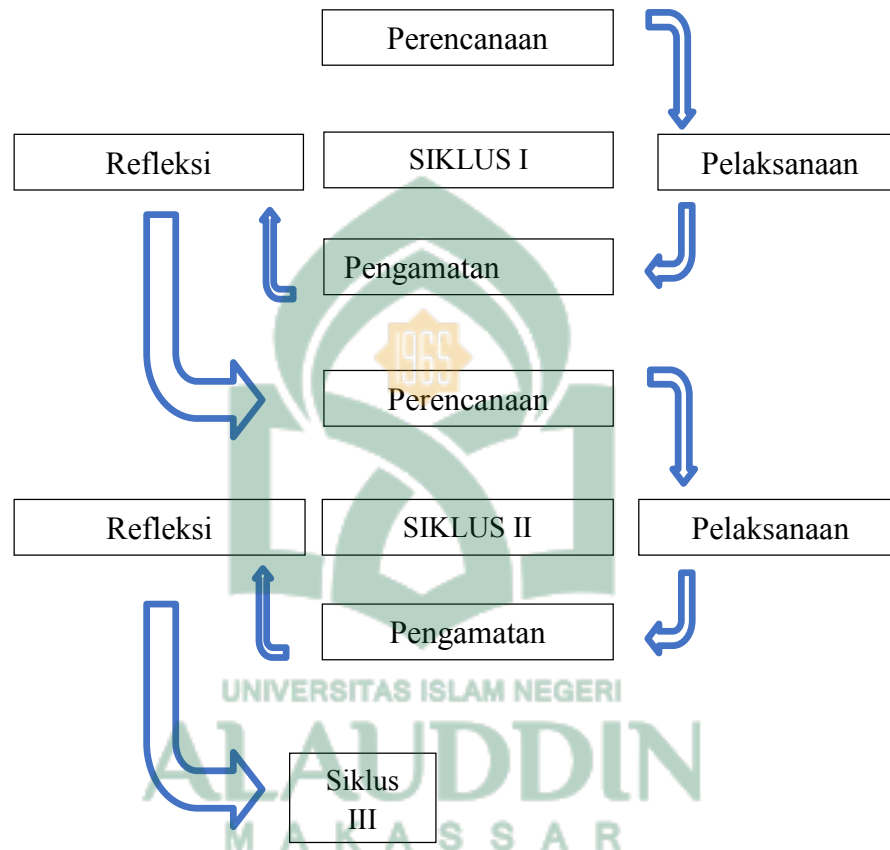 Perencanaan
Refleksi
SIKLUS I
Pelaksanaan
Pengamatan
1965
Perencanaan
Refleksi
SIKLUS II
Pelaksanaan
Pengamatan
UNIVERSITAS ISLAM NEGERI
ALAUDDIN
Siklus
III
MAKASSAR